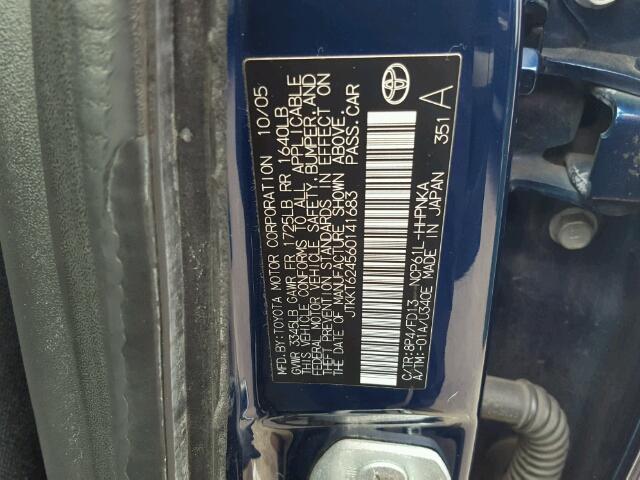 MFD.BY:TOYOTA MOTOR CORPORATION 10/05
GVWR 3345LB GAWR FR 1725LB RR 1640LB
THIS VEHICLE CONFORMS TO ALL APPLICABLE
FEDERAL MOTOR VEHICLE SAFETY, BUMPER, AND
THEFT PREVENTION STANDARDS IN EFFECT ON
THE DATE OF MANUFACTURE SHOWN ABOVE.
JTKKT624560141683 PASS.CAR
C/TR:8P4/FD13 NCP61L-HHPNKA
A/TM:-01A/U340E MADE IN JAPAN
351 A